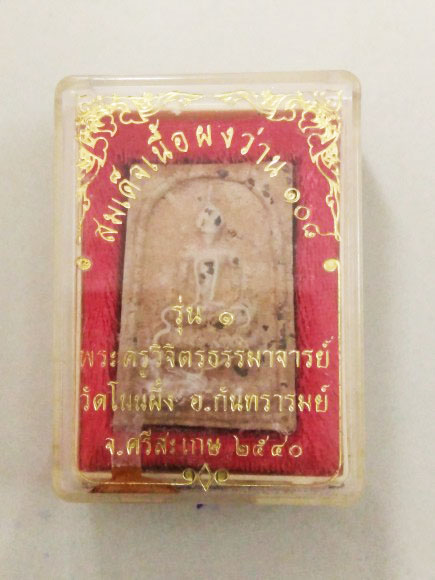 สมเด็จเนื้อผงว่าน ๑๐๘
รุ่น ๑
พระครูวิจิตรธรรมาจารย์
วัดโนนผึ้ง อ.กันทรารมย์
จ.ศรีสะเกษ ๒๕๔๐